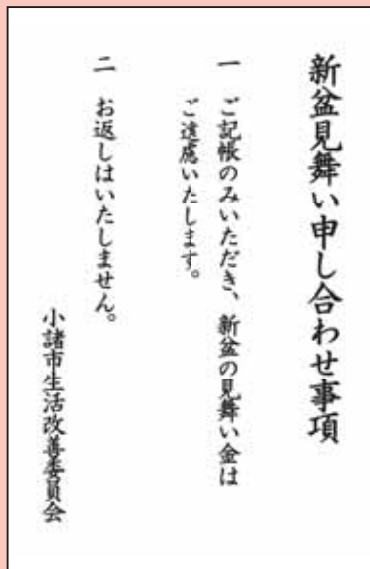 新盆見舞い申し合わせ事項
一　ご記帳のみいただき、新盆の見舞い金は
ご遠慮いたします。
二　お返しはいたしません。
小諸市生活改善委員会